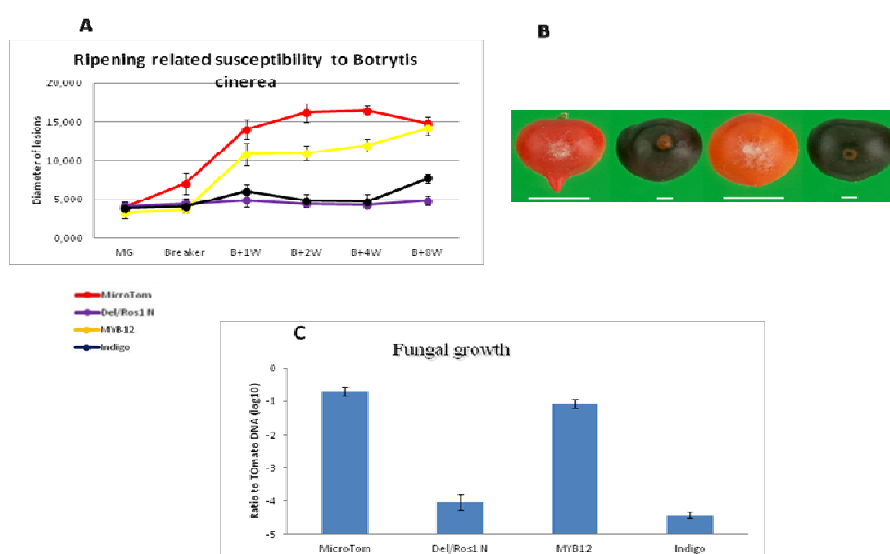 A
Ripening related susceptibility to Botrytis
cinerea
Diameter of lesions
20,000
15,000
10,000
5,000
0,000
MG
Breaker
B+1W
B+2W
B+4W
B+8W
MicroTom
Del/Ros1 N
MYB12
Indigo
B
C
Fungal growth
Ratio to TOmato DNA (log10)
0
-1
-2
-3
-4
-5
MicroTom
Del/Ros1 N
MYB12
Indigo